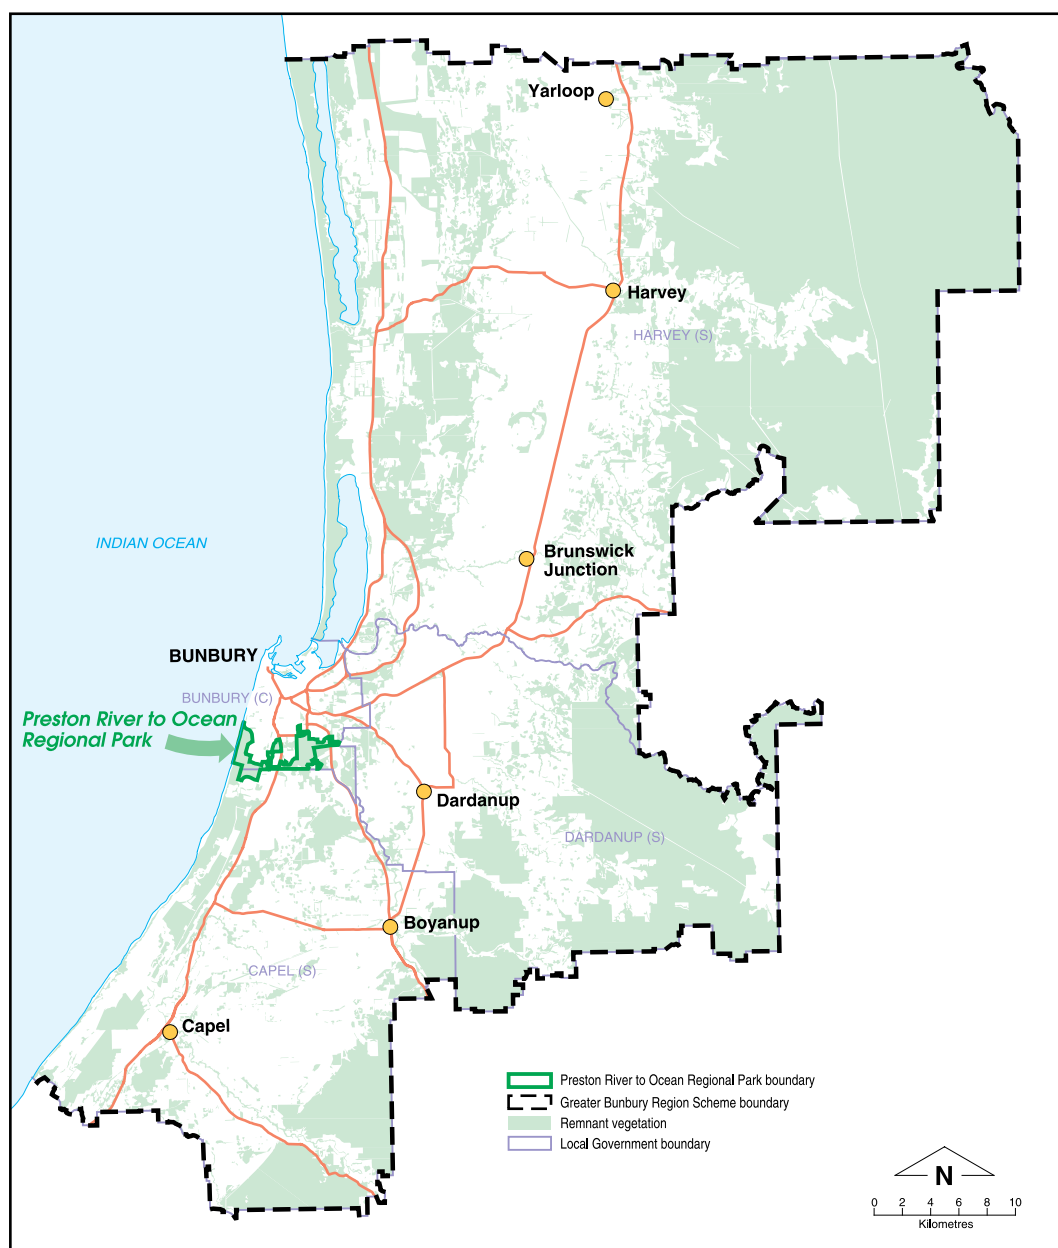 Yarloop
Harvey
HARVEY (S)
INDIAN OCEAN
Brunswick
Junction
BUNBURY
BUNBURY (C)
Preston River to Ocean
Regional Park
Dardanup
DARDANUP (S)
Boyanup
CAPEL (S)
Capel
Preston River to Ocean Regional Park boundary
Greater Bunbury Region Scheme boundary
Remnant vegetation
Local Government boundary
N
0 2 4 6 8 10
Kilometres